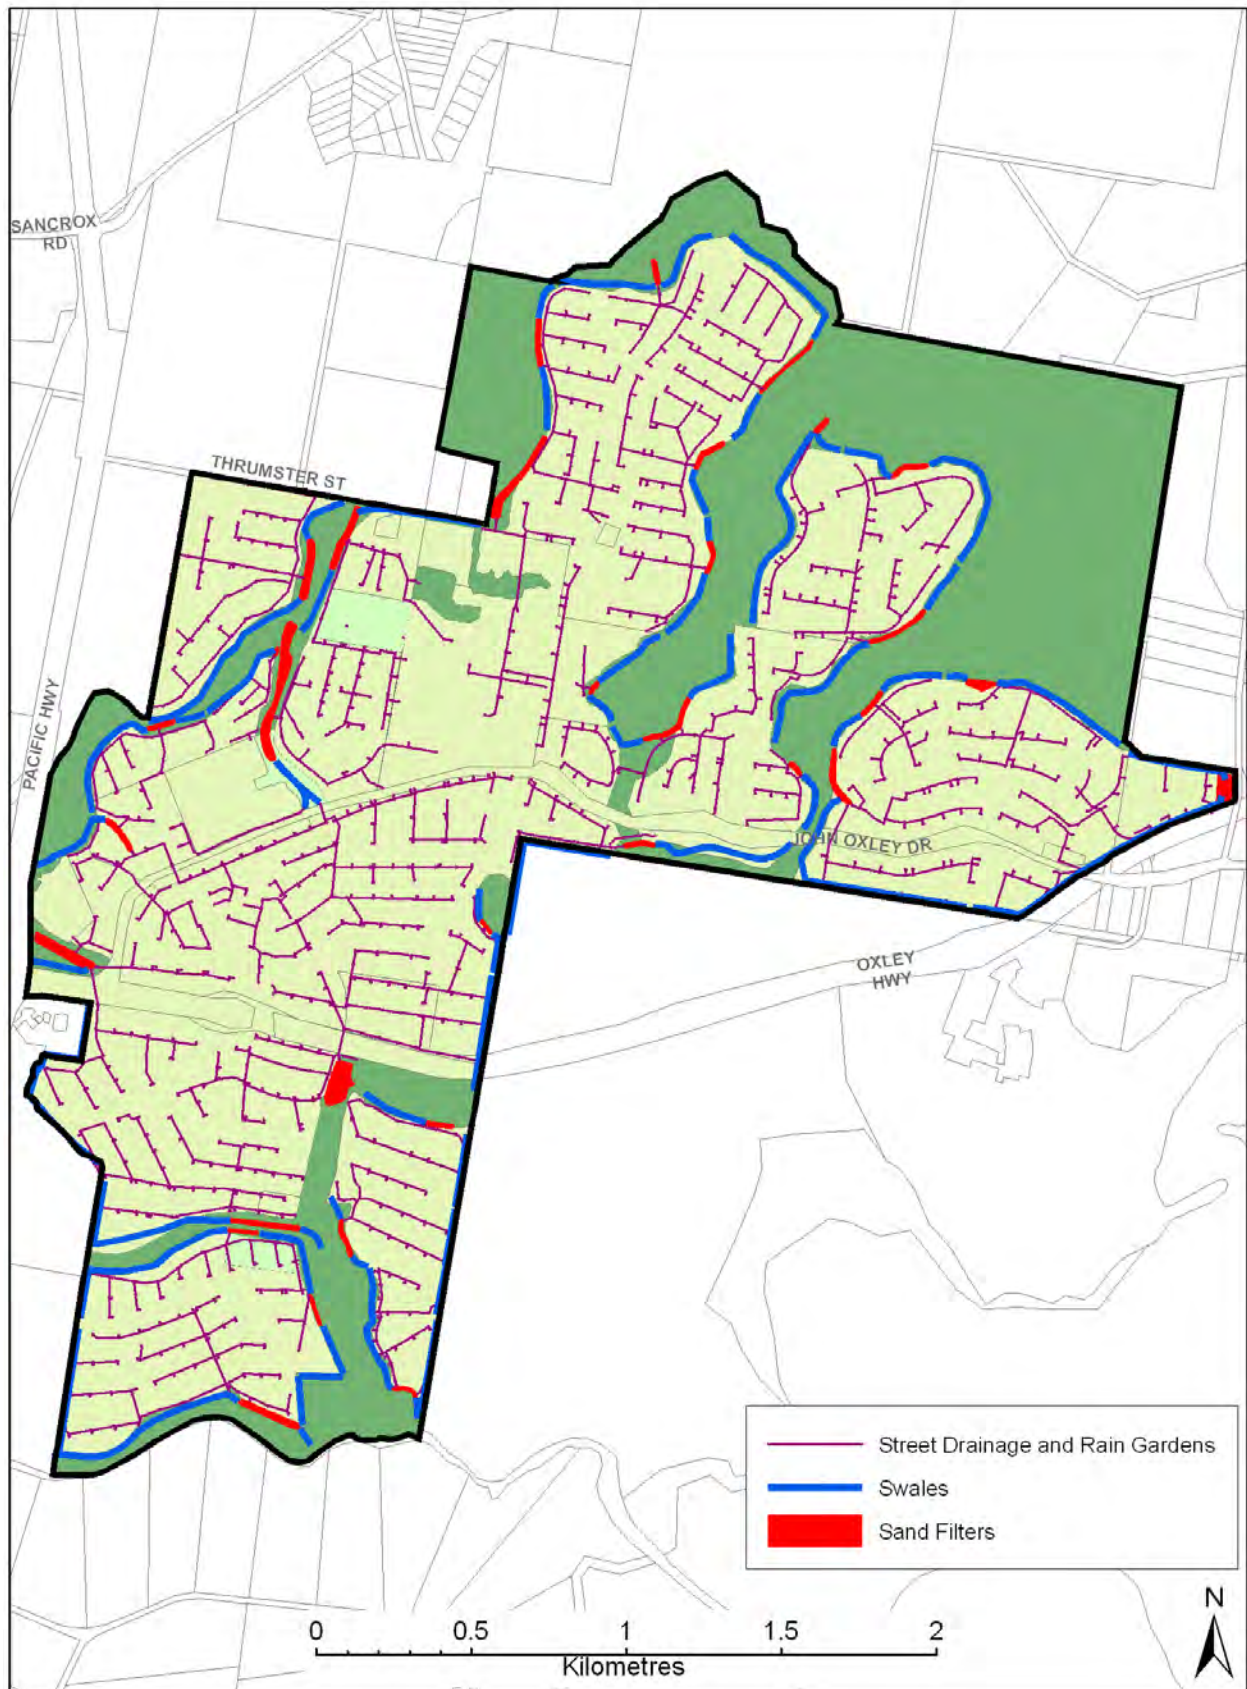 SANCROX
RD
THRUMSTER ST
PACIFIC HWY
JOHN OXLEY DR
OXLEY
HWY
Street Drainage and Rain Gardens
Swales
Sand Filters
N
0 0.5 1 1.5 2
Kilometres